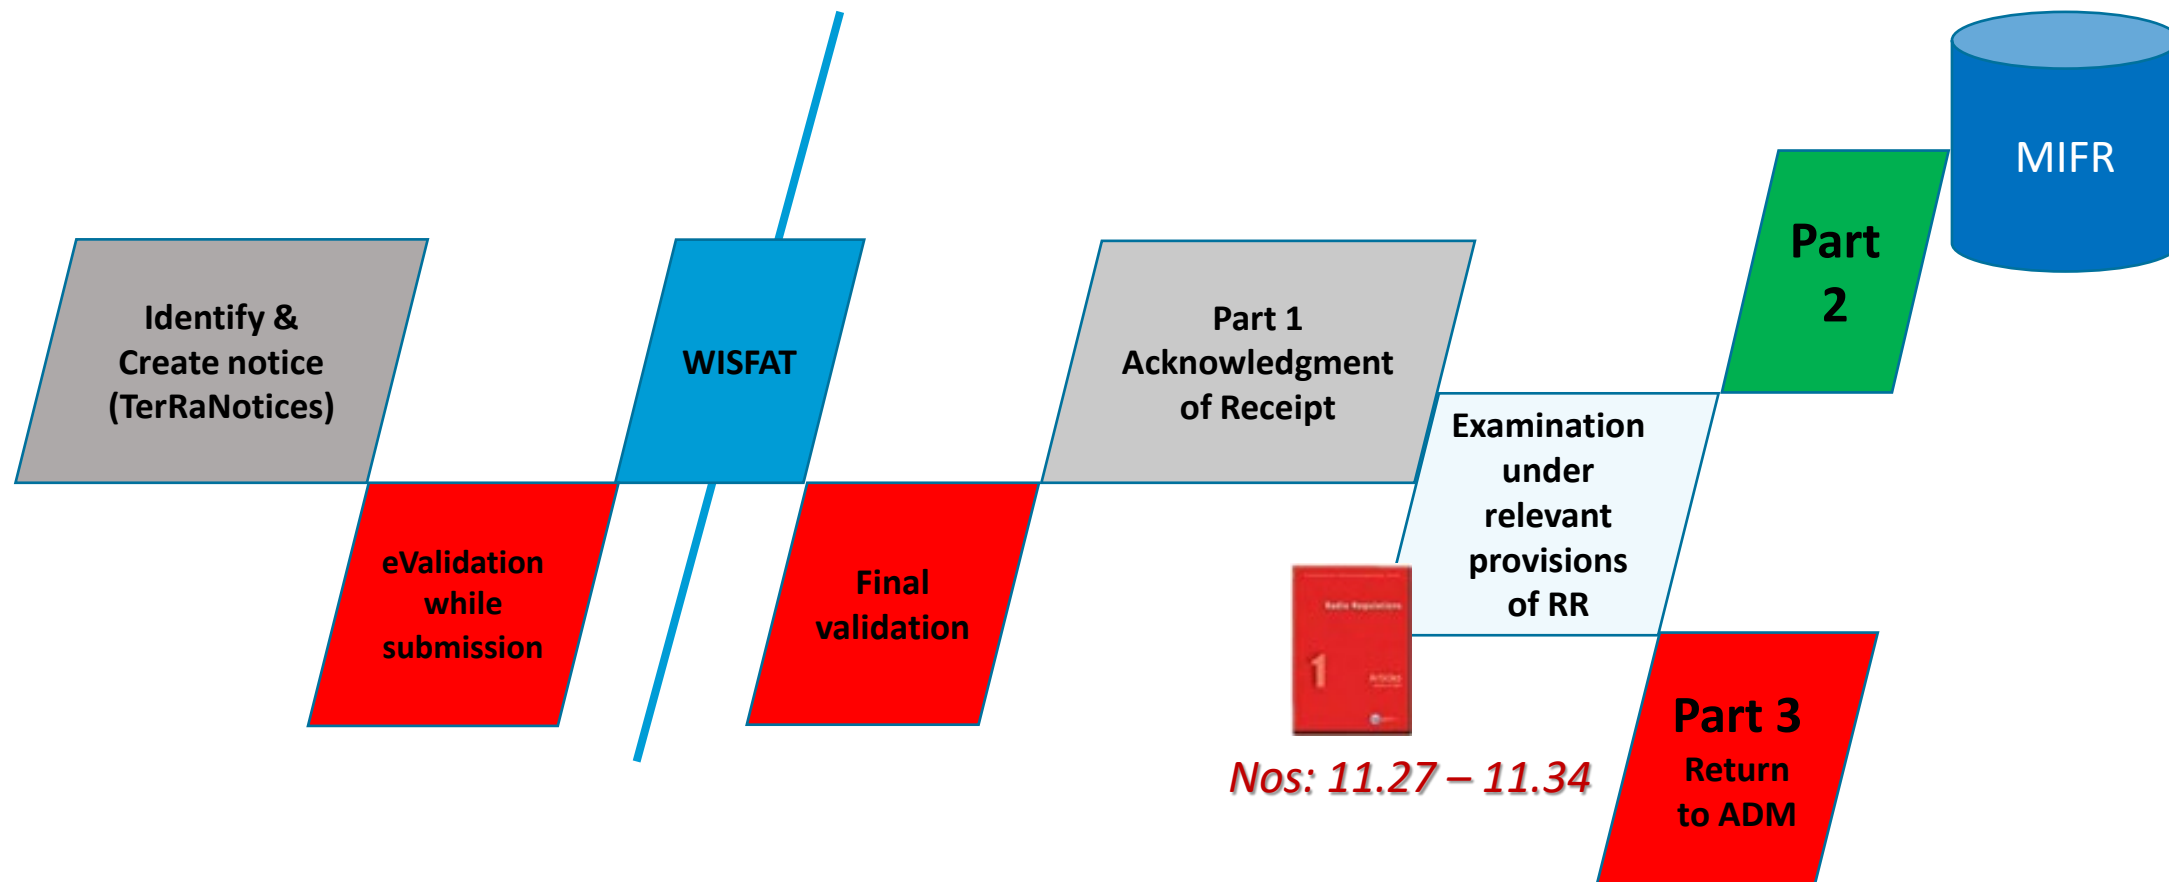 MIFR
Part
2
Identify &
Create notice
(TerRaNotices)
WISFAT
Part 1
Acknowledgment
of Receipt
Examination
under
relevant
provisions
of RR
eValidation
while
submission
Final
validation
Radio Regulations
1
Articles
Nos: 11.27 – 11.34
Part 3
Return
to ADM